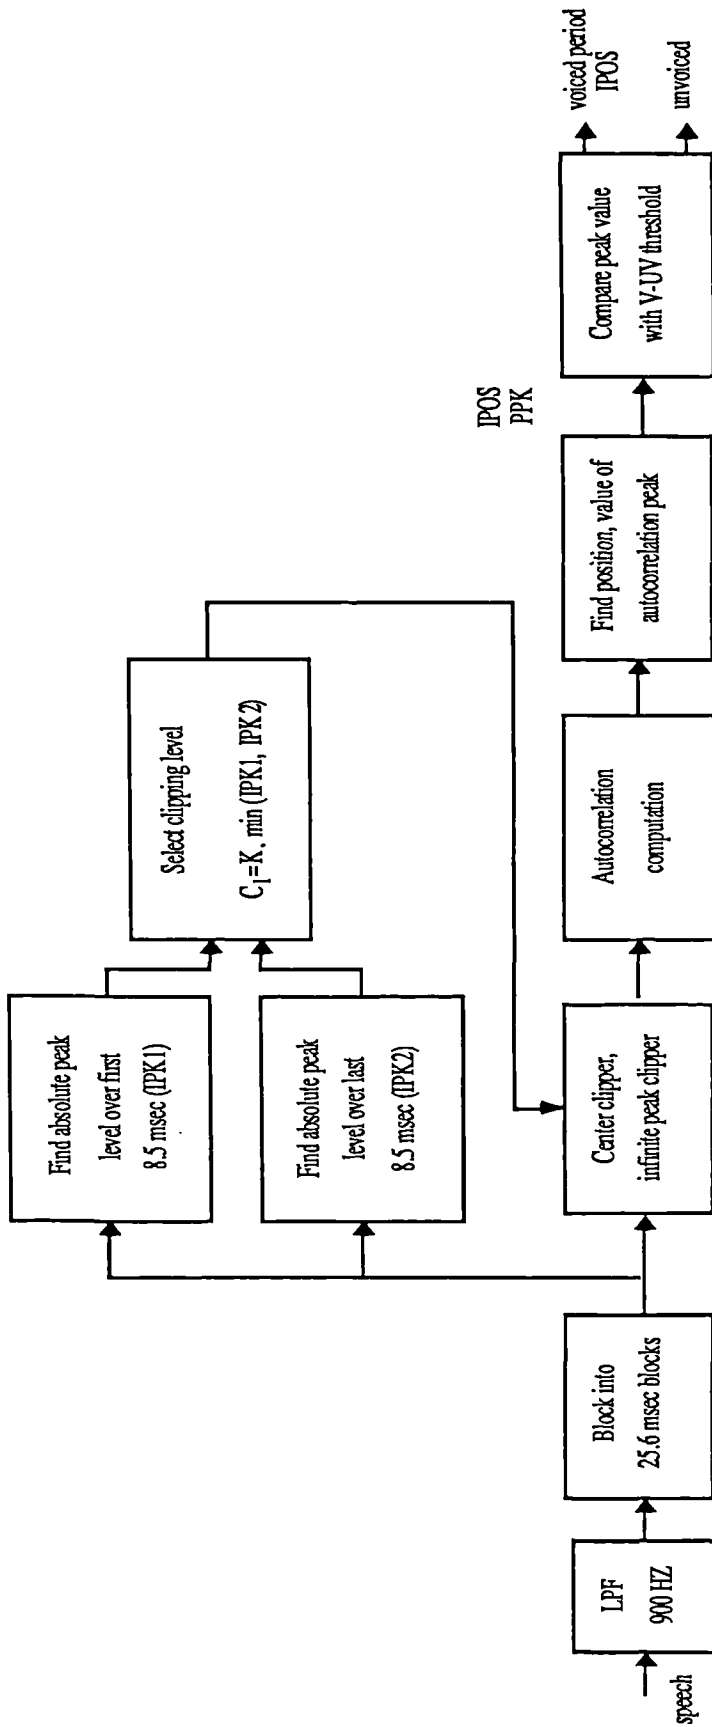 speech
LPF
900 HZ
Block into
25.6 msec blocks
Find absolute peak
level over first
8.5 msec (IPK1)
Find absolute peak
level over last
8.5 msec (IPK2)
Select clipping level
C1=K, min (IPK1, IPK2)
Center clipper,
infinite peak clipper
Autocorrelation
computation
Find position, value of
autocorrelation peak
IPOS
PPK
Compare peak value
with V-UV threshold
voiced period
IPOS
unvoiced